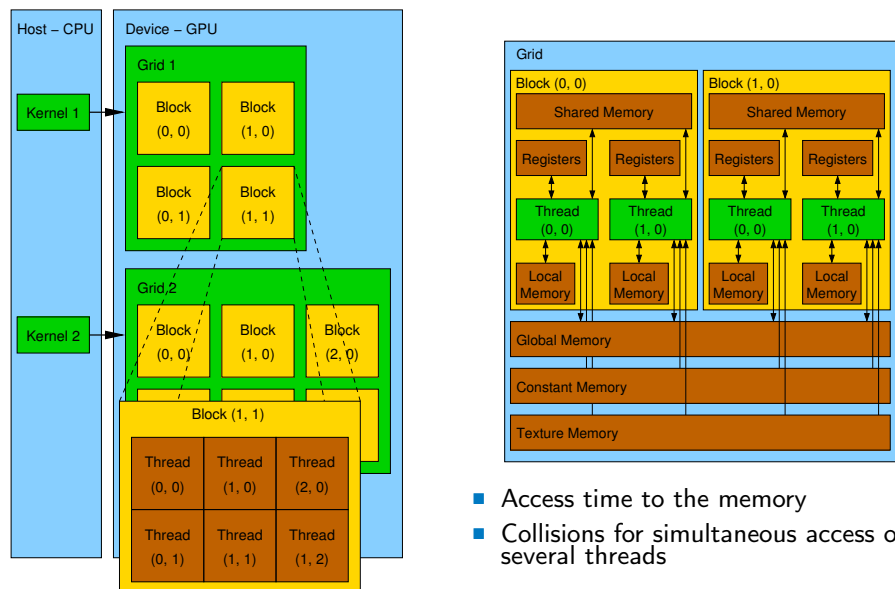 Host – CPU
Device – GPU
Grid 1
Kernel 1
Block
(0, 0)
Block
(1, 0)
Block
(0, 1)
Block
(1, 1)
Grid 2
Kernel 2
Block
(0, 0)
Block
(1, 0)
Block
(2, 0)
Block (1, 1)
Thread
(0, 0)
Thread
(1, 0)
Thread
(2, 0)
Thread
(0, 1)
Thread
(1, 1)
Thread
(1, 2)
Grid
Block (0, 0)
Shared Memory
Registers
Registers
Thread
(0, 0)
Thread
(1, 0)
Local
Memory
Local
Memory
Block (1, 0)
Shared Memory
Registers
Registers
Thread
(0, 0)
Thread
(1, 0)
Local
Memory
Local
Memory
Global Memory
Constant Memory
Texture Memory
Access time to the memory
Collisions for simultaneous access
several threads